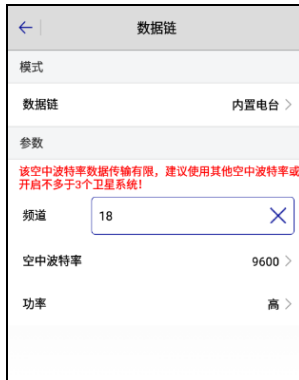 数据链
模式
数据链 内置电台
参数
该空中波特率数据传输有限，建议使用其他空中波特率或
开启不多于3个卫星系统!
频道 18
空中波特率 9600
功率 高